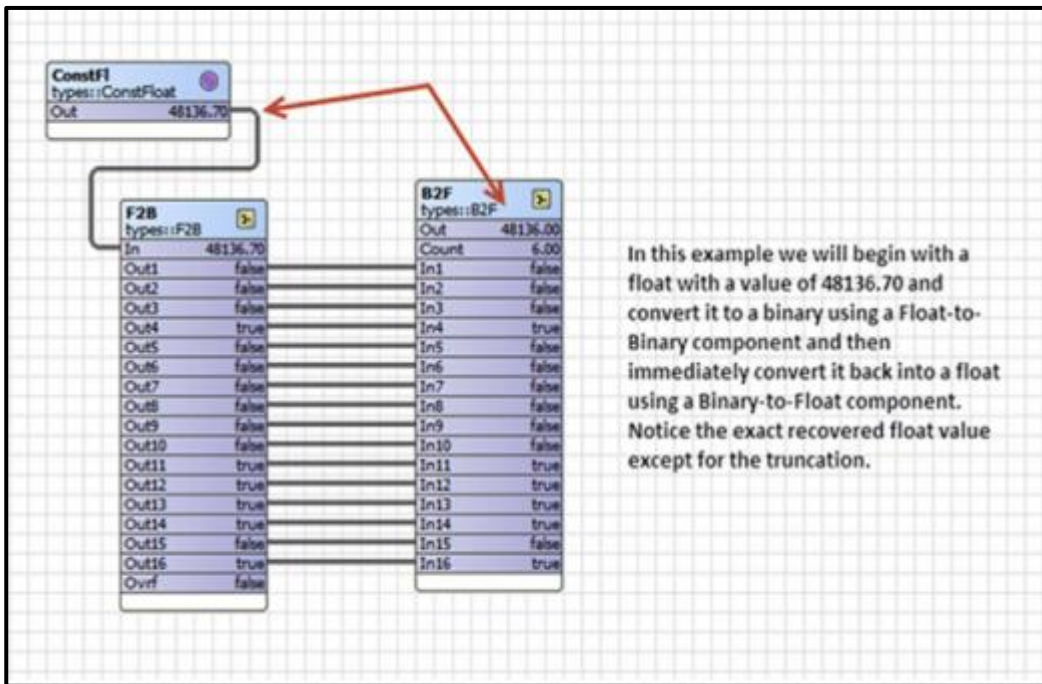 ConstFl
types::ConstFloat
Out 48136.70
F2B
types::F2B
In 48136.70
Out1 false
Out2 false
Out3 false
Out4 true
Out5 false
Out6 false
Out7 false
Out8 false
Out9 false
Out10 false
Out11 true
Out12 true
Out13 true
Out14 true
Out15 false
Out16 true
Ovrf false
B2F
types::B2F
Out 48136.00
Count 6.00
In1 false
In2 false
In3 false
In4 true
In5 false
In6 false
In7 false
In8 false
In9 false
In10 false
In11 true
In12 true
In13 true
In14 true
In15 false
In16 true
In this example we will begin with a
float with a value of 48136.70 and
convert it to a binary using a Float-to-
Binary component and then
immediately convert it back into a float
using a Binary-to-Float component.
Notice the exact recovered float value
except for the truncation.